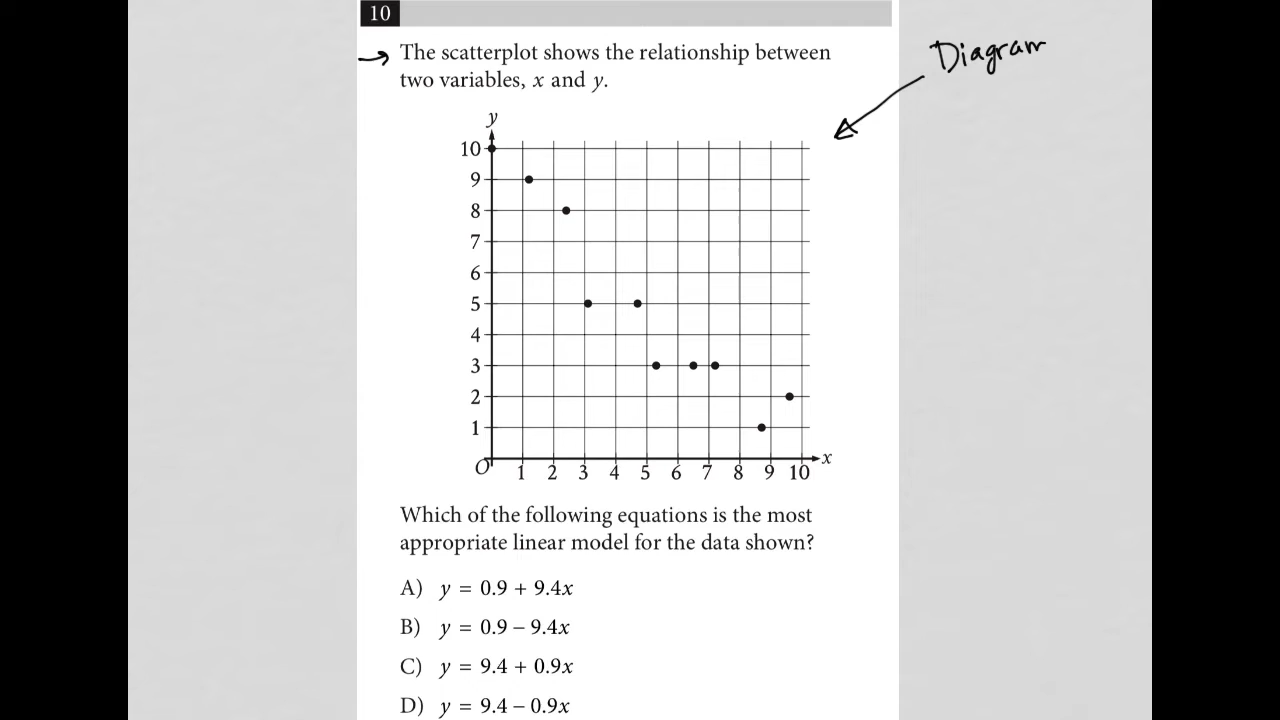 10
The scatterplot shows the relationship between
Diagram
two variables, x and y.
y
10
9
8
7
6
5
4
3
2
1
O
1 2 3 4 5 6 7 8 9 10
x
Which of the following equations is the most
appropriate linear model for the data shown?
A) y = 0.9 + 9.4x
B) y = 0.9 – 9.4x
C) y = 9.4 + 0.9x
D) y = 9.4 – 0.9x